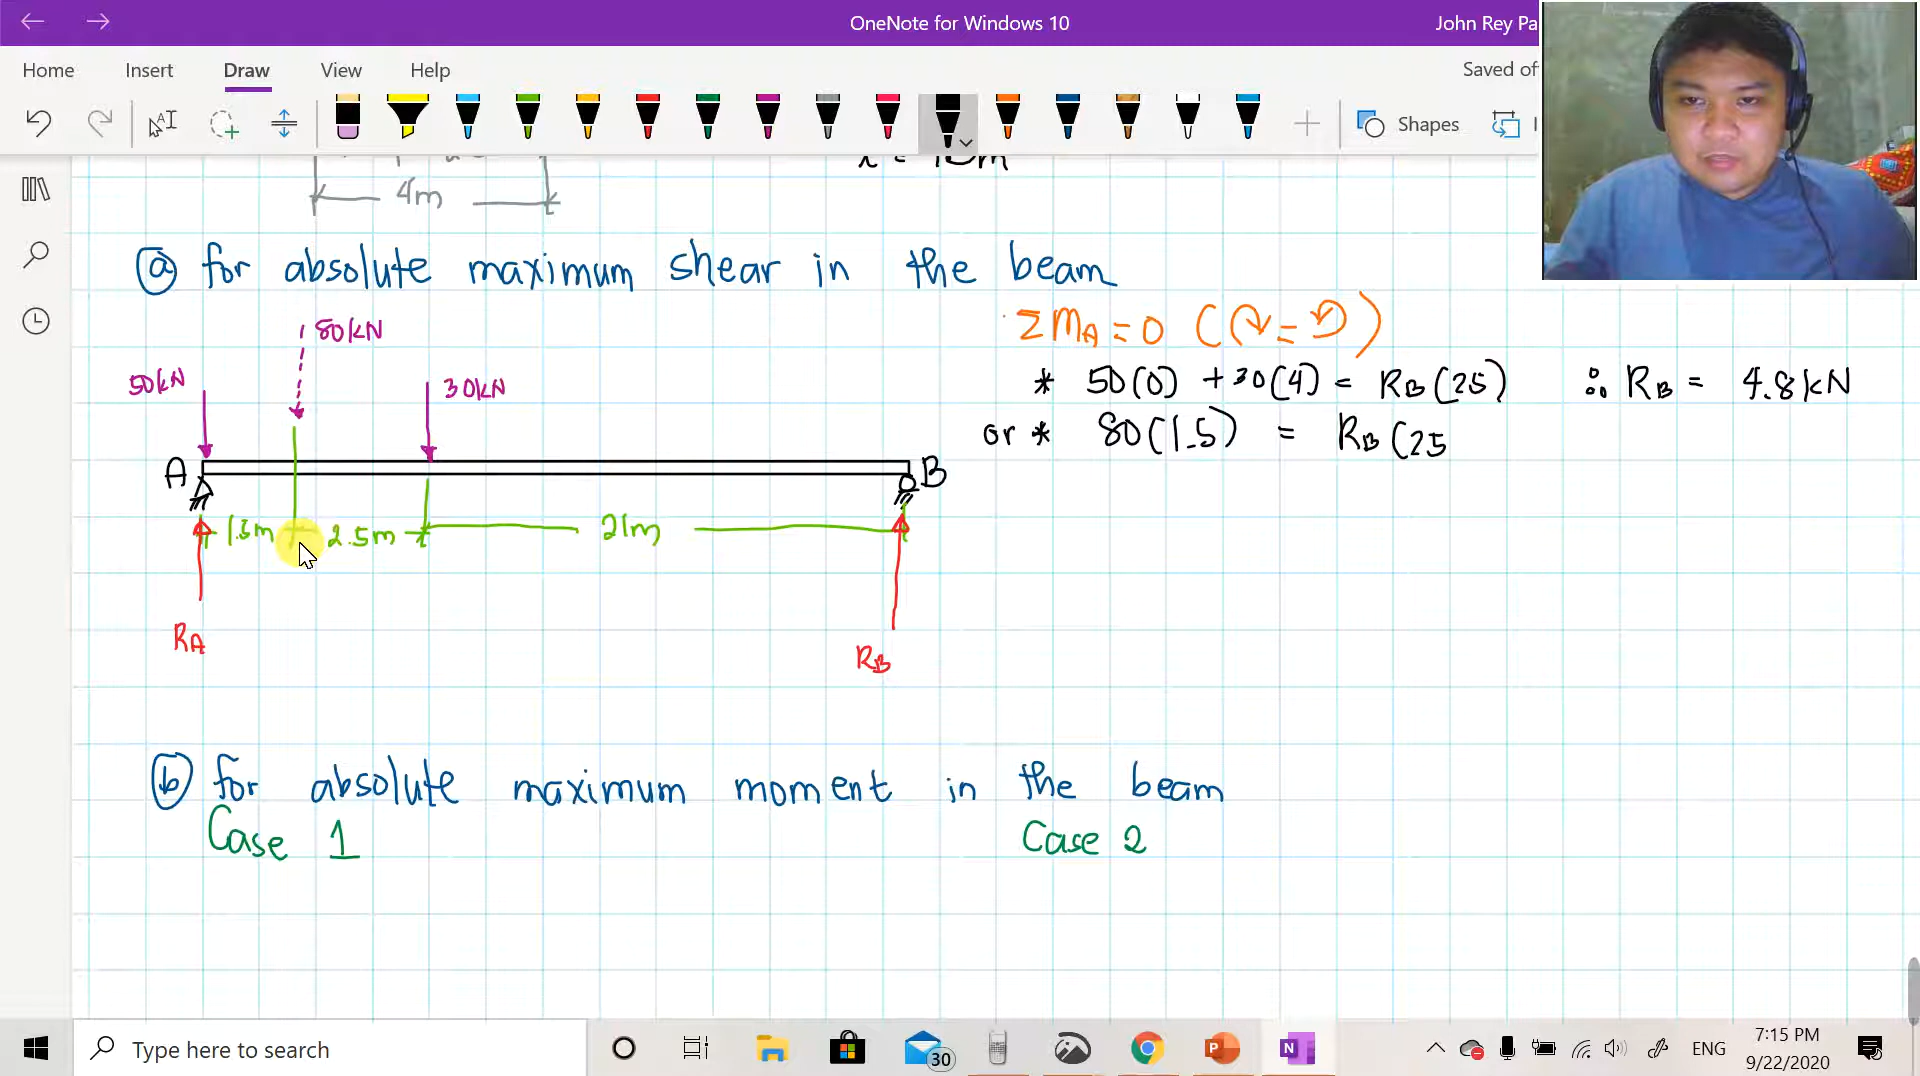 OneNote for Windows 10
John Rey Pa
Home Insert Draw View Help
Saved of
Shapes
x = 15m
4m
ⓐ for absolute maximum shear in the beam
ΣMA = 0 ( = )
80kN
50kN
30kN
* 50(0) + 30(4) = RB(25) ∴ RB = 4.8kN
or * 80(1.5) = RB(25
A
B
1.5m 2.5m 21m
RA
RB
ⓑ for absolute maximum moment in the beam
Case 1
Case 2
Type here to search
30
ENG
7:15 PM
9/22/2020